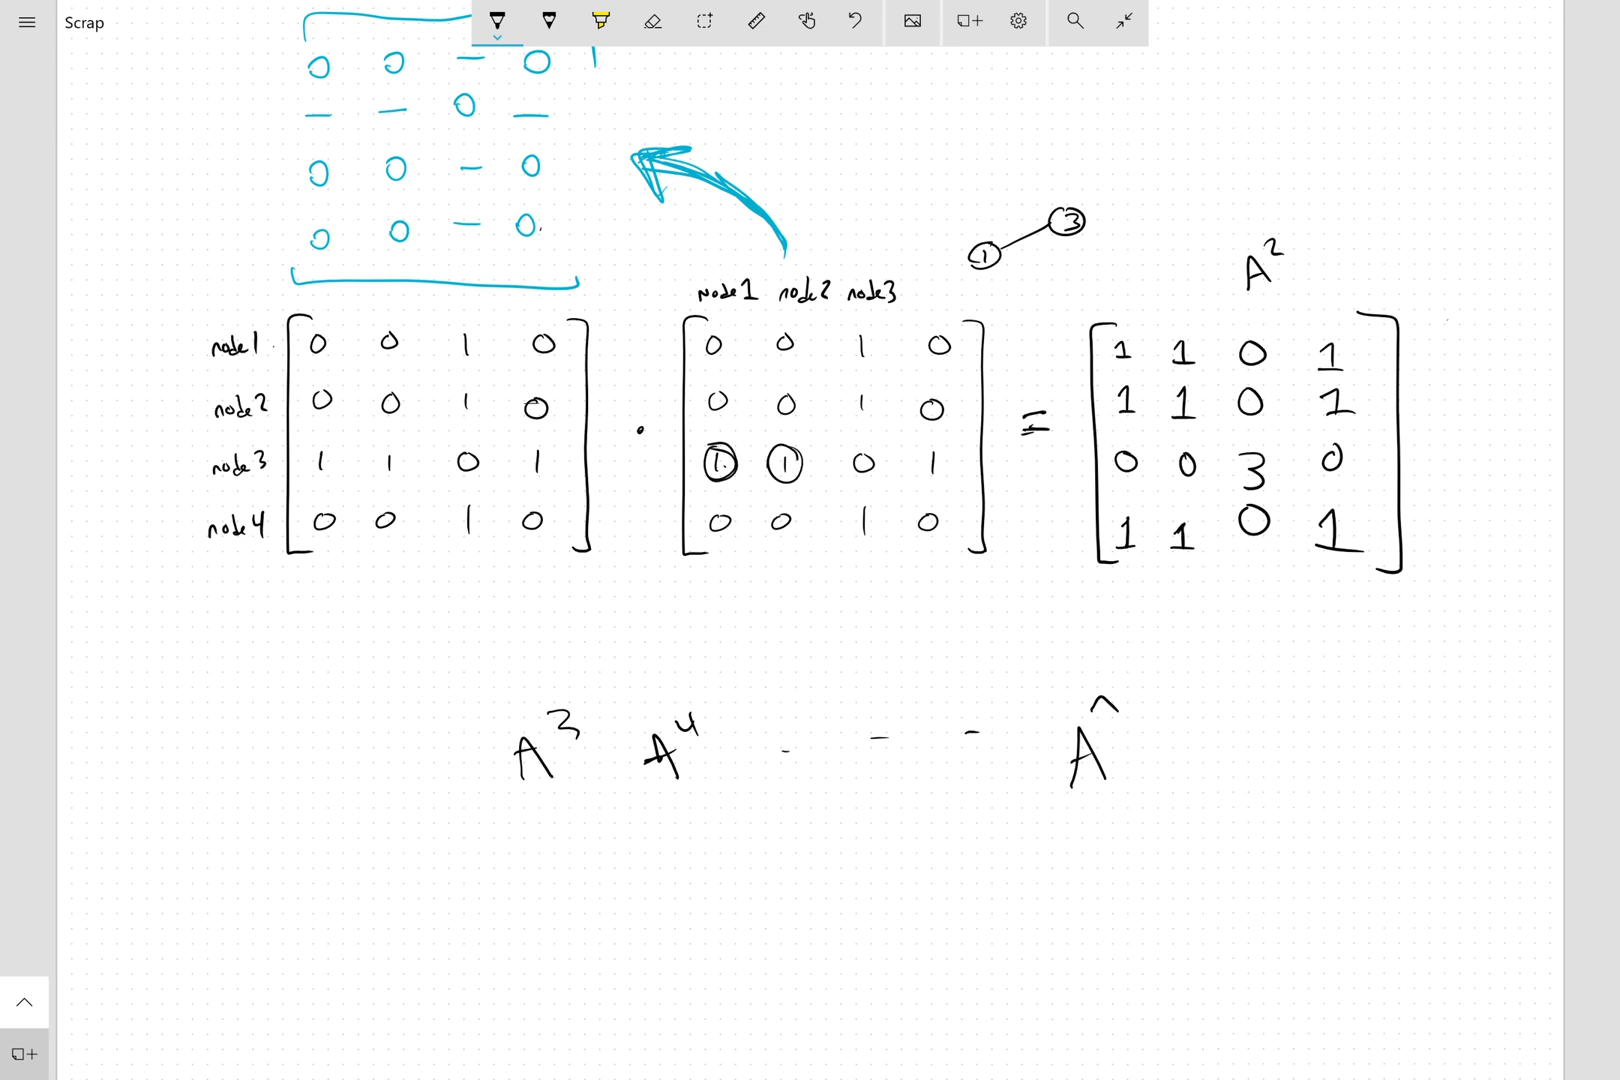 Scrap
0 0 – 0 1
– – 0 –
0 0 – 0
0 0 – 0.
1 3
A²
node1 node2 node3
node1 [0 0 1 0] [0 0 1 0] [1 1 0 1]
node2 [0 0 1 0] · [0 0 1 0] = [1 1 0 1]
node3 [1 1 0 1] [1 1 0 1] [0 0 3 0]
node4 [0 0 1 0] [0 0 1 0] [1 1 0 1]
A³ A⁴ - - - A^